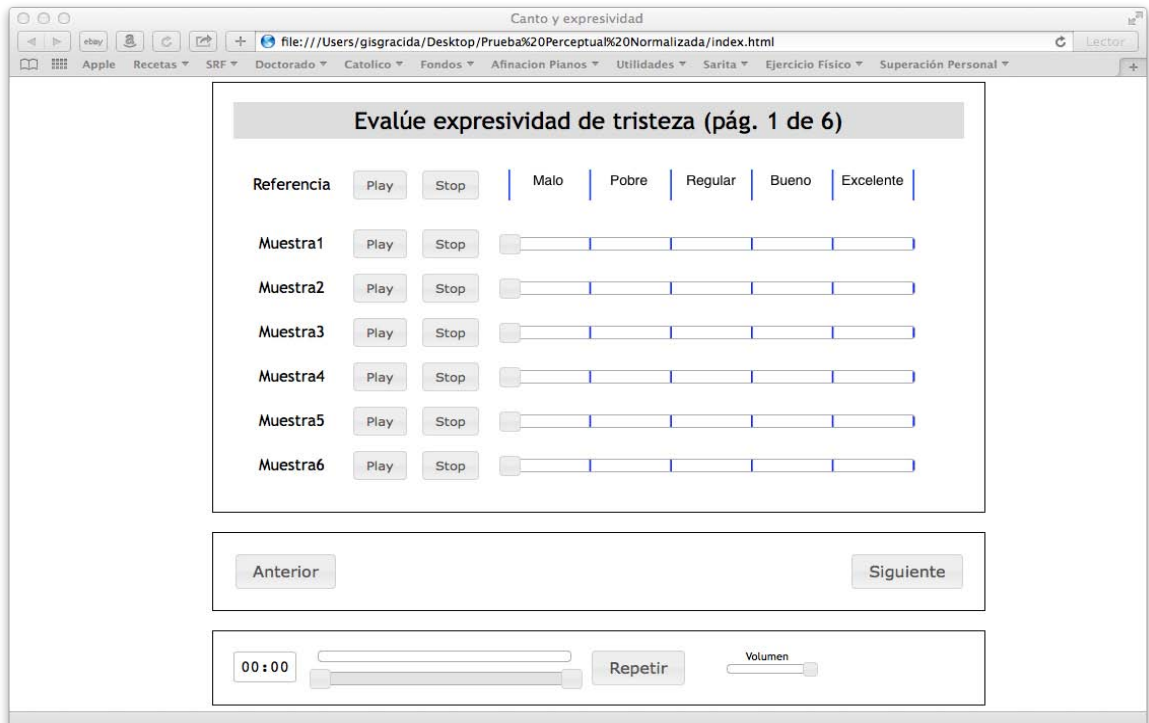 Canto y expresividad
ebay a
file:///Users/gisgracida/Desktop/Prueba%20Perceptual%20Normalizada/index.html
Lector
Apple Recetas SRF Doctorado Catolico Fondos Afinacion Pianos Utilidades Sarita Ejercicio Físico Superación Personal
Evalúe expresividad de tristeza (pág. 1 de 6)
Referencia Play Stop Malo Pobre Regular Bueno Excelente
Muestra1 Play Stop
Muestra2 Play Stop
Muestra3 Play Stop
Muestra4 Play Stop
Muestra5 Play Stop
Muestra6 Play Stop
Anterior Siguiente
Volumen
00:00 Repetir